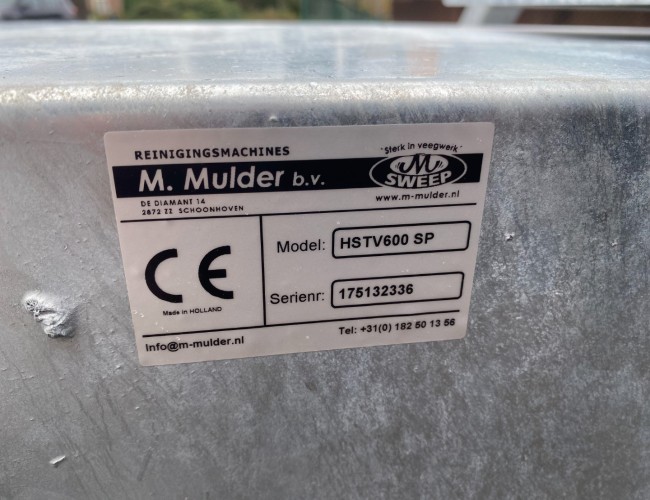 REINIGINGSMACHINES
M. Mulder b.v.
DE DIAMANT 14
2872 ZZ SCHOONHOVEN
"Sterk in veegwerk"
M
SWEEP
www.m-mulder.nl
CE
Made in HOLLAND
Model: HSTV600 SP
Serienr: 175132336
info@m-mulder.nl
Tel: +31(0) 182 50 13 56